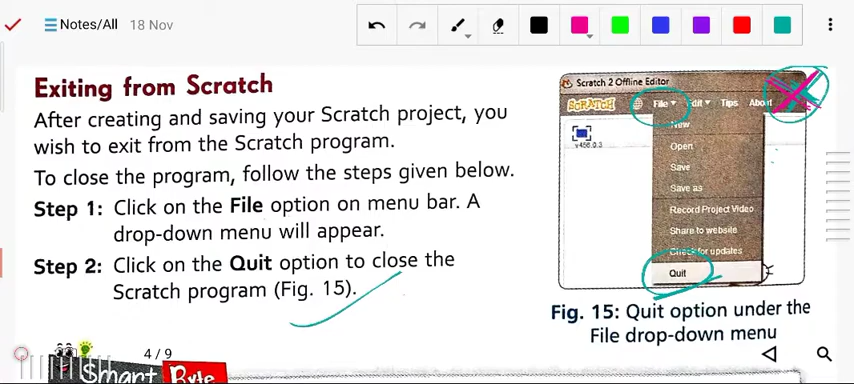 Notes/All 18 Nov
Exiting from Scratch
After creating and saving your Scratch project, you
wish to exit from the Scratch program.
To close the program, follow the steps given below.
Step 1: Click on the File option on menu bar. A
drop-down menu will appear.
Step 2: Click on the Quit option to close the
Scratch program (Fig. 15).
Scratch 2 Offline Editor
SCRATCH File Edit Tips About
v456.0.3
New
Open
Save
Save as
Record Project Video
Share to website
Check for updates
Quit
Fig. 15: Quit option under the
File drop-down menu
4/9
Smart Byte